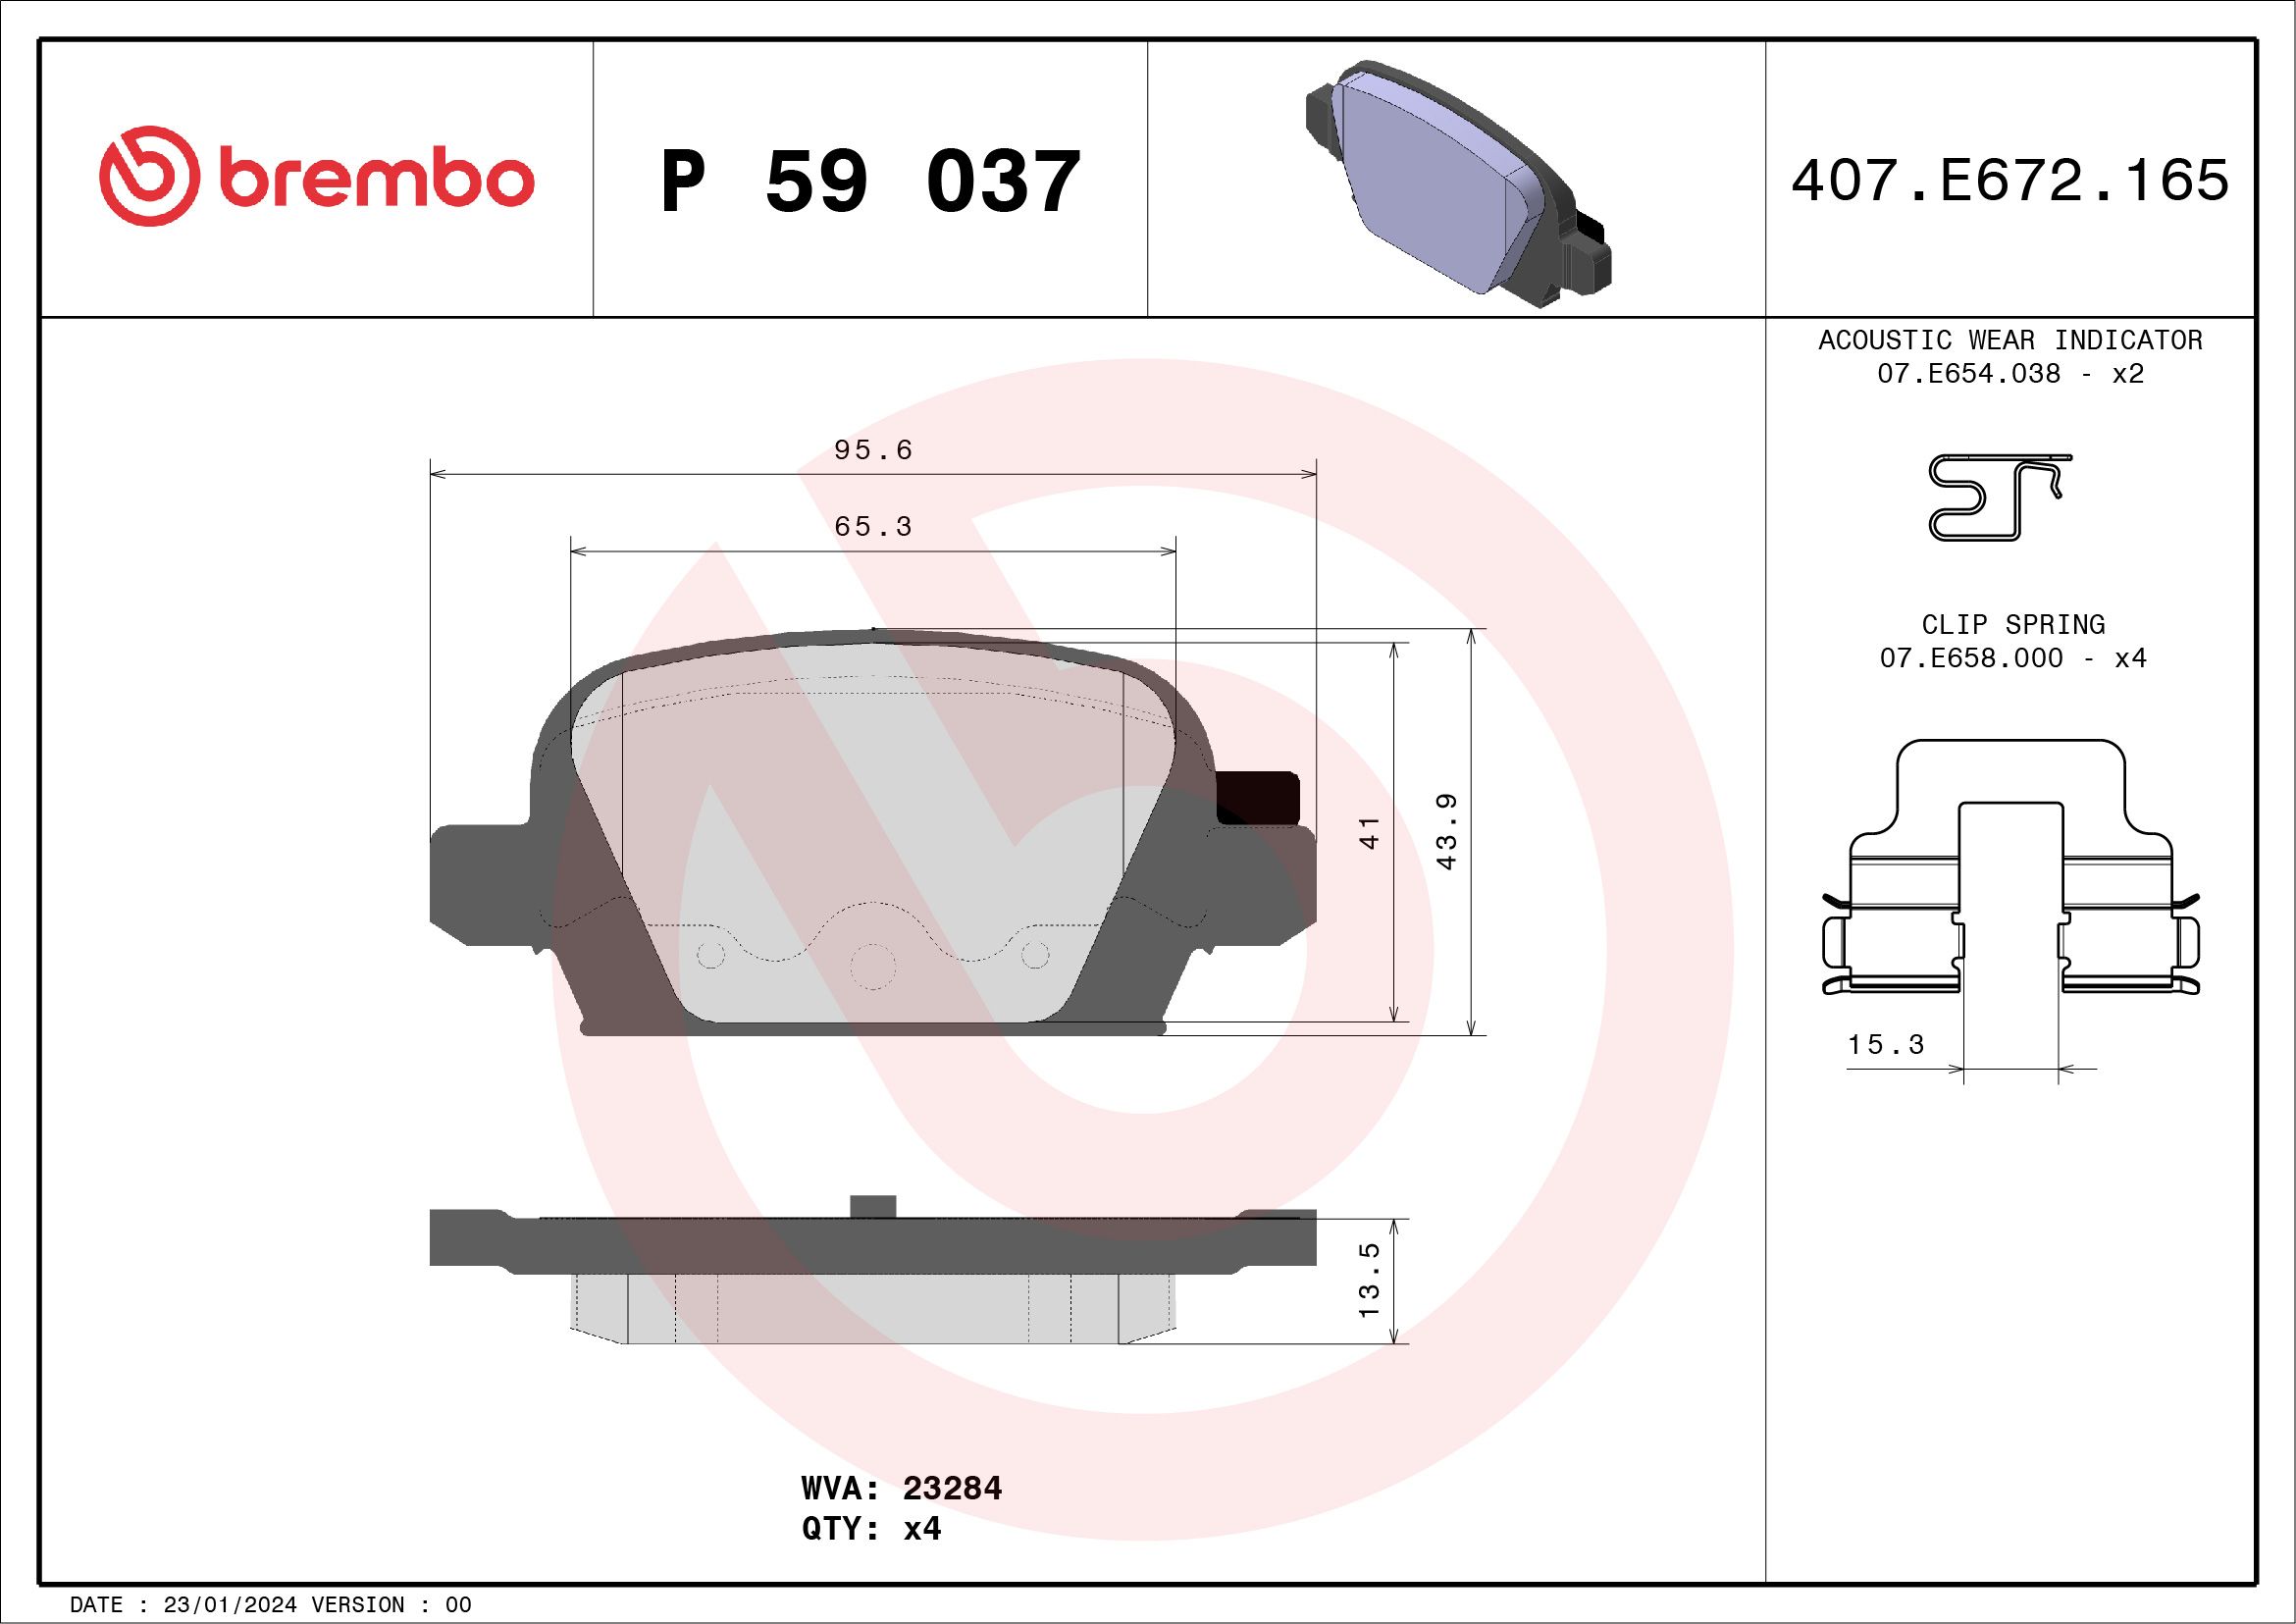 brembo
P 59 037
407.E672.165
ACOUSTIC WEAR INDICATOR
07.E654.038 - x2
CLIP SPRING
07.E658.000 - x4
15.3
95.6
65.3
41
43.9
13.5
WVA: 23284
QTY: x4
DATE : 23/01/2024 VERSION : 00